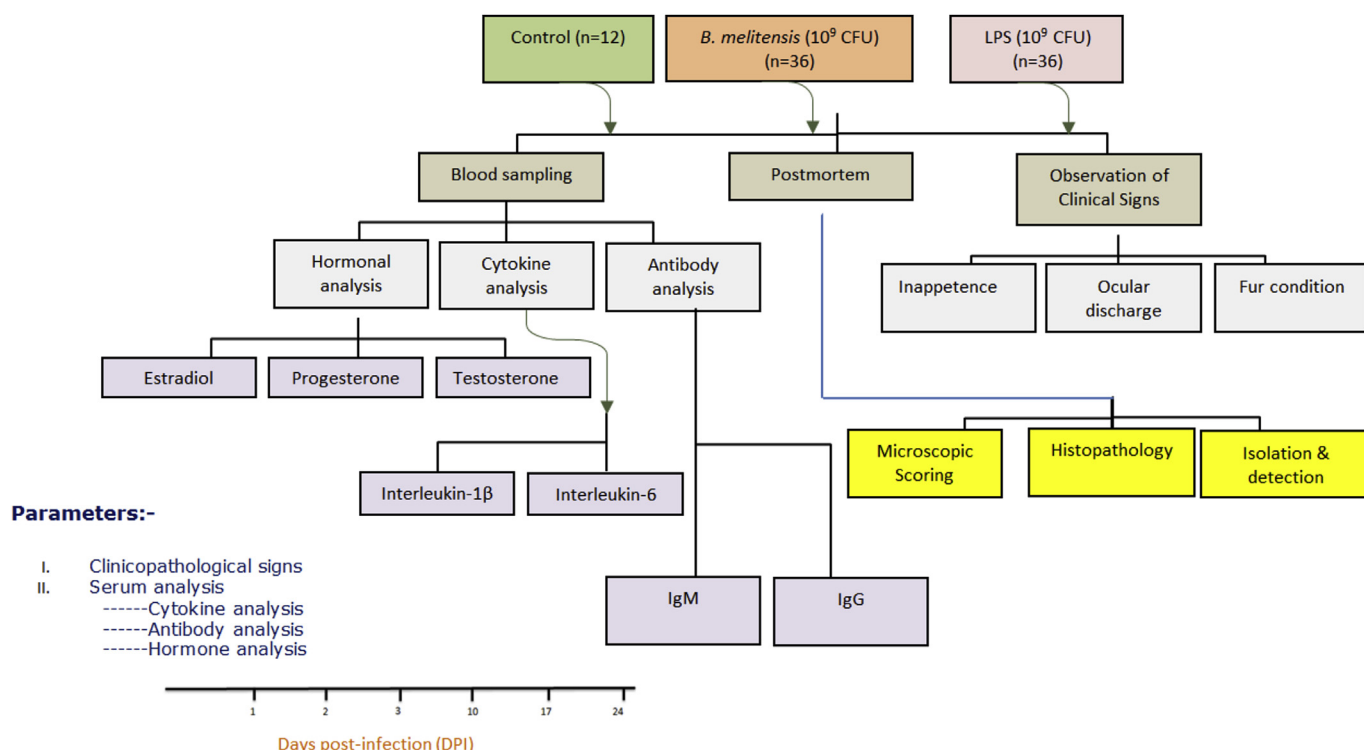 Control (n=12)
B. melitensis (10⁹ CFU)
(n=36)
LPS (10⁹ CFU)
(n=36)
Blood sampling
Postmortem
Observation of
Clinical Signs
Hormonal
analysis
Cytokine
analysis
Antibody
analysis
Inappetence
Ocular
discharge
Fur condition
Estradiol
Progesterone
Testosterone
Microscopic
Scoring
Histopathology
Isolation &
detection
Interleukin-1β
Interleukin-6
IgM
IgG
Parameters:-
I. Clinicopathological signs
II. Serum analysis
------Cytokine analysis
------Antibody analysis
------Hormone analysis
1 2 3 10 17 24
Days post-infection (DPI)